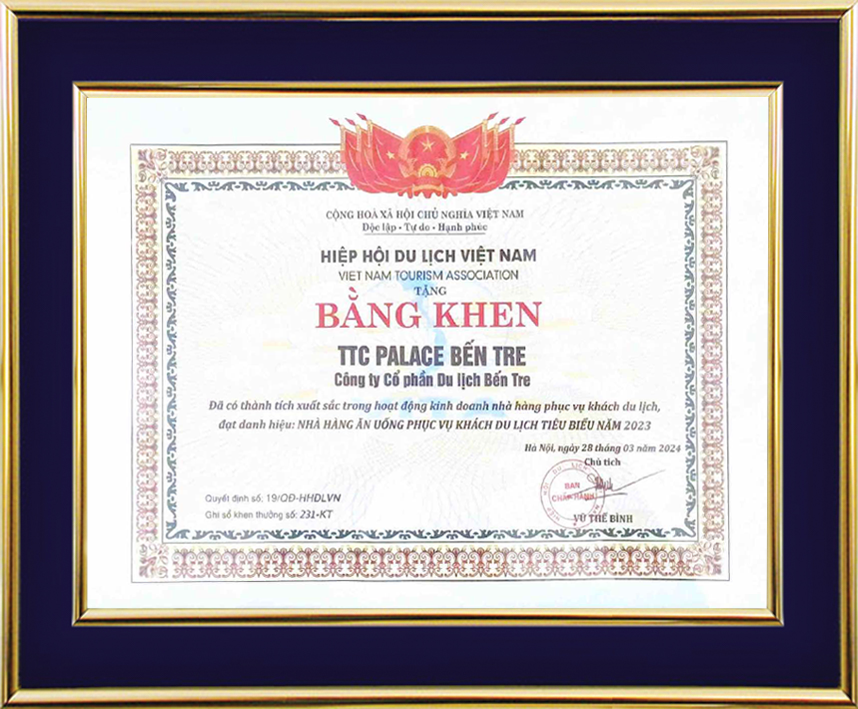 CỘNG HOÀ XÃ HỘI CHỦ NGHĨA VIỆT NAM
Độc lập - Tự do - Hạnh phúc
HIỆP HỘI DU LỊCH VIỆT NAM
VIET NAM TOURISM ASSOCIATION
TẶNG
BẰNG KHEN
TTC PALACE BẾN TRE
Công ty Cổ phần Du lịch Bến Tre
Đã có thành tích xuất sắc trong hoạt động kinh doanh nhà hàng phục vụ khách du lịch,
đạt danh hiệu: NHÀ HÀNG ĂN UỐNG PHỤC VỤ KHÁCH DU LỊCH TIÊU BIỂU NĂM 2023
Hà Nội, ngày 28 tháng 03 năm 2024
Chủ tịch
BAN
CHẤP HÀNH
Quyết định số: 19/QĐ-HHDLVN
Ghi sổ khen thưởng số: 231-KT
VŨ THẾ BÌNH